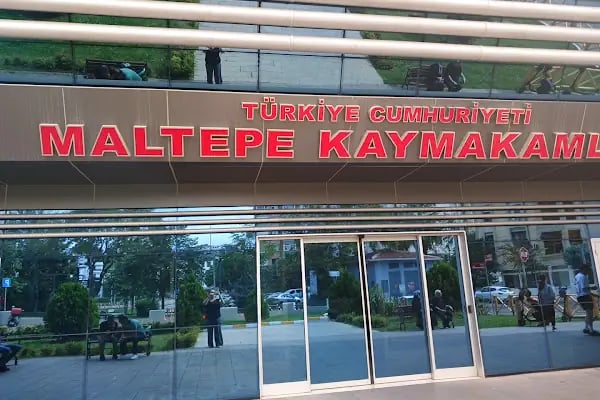 TÜRKİYE CUMHURİYETİ
MALTEPE KAYMAKAML